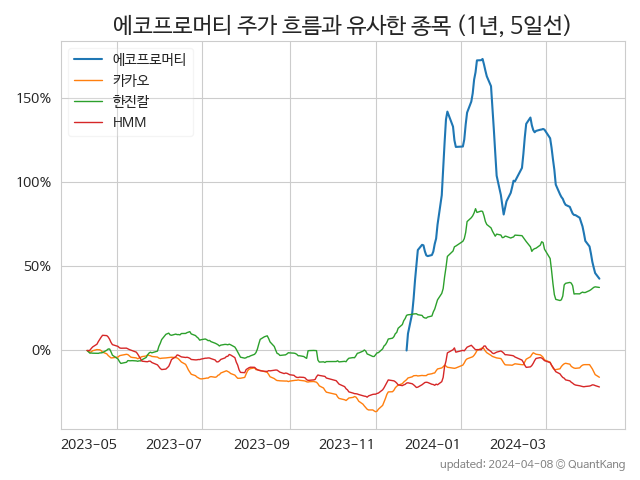 에코프로머티 주가 흐름과 유사한 종목 (1년, 5일선)
에코프로머티
카카오
한진칼
HMM
150%
100%
50%
0%
2023-05 2023-07 2023-09 2023-11 2024-01 2024-03
updated: 2024-04-08 © QuantKang